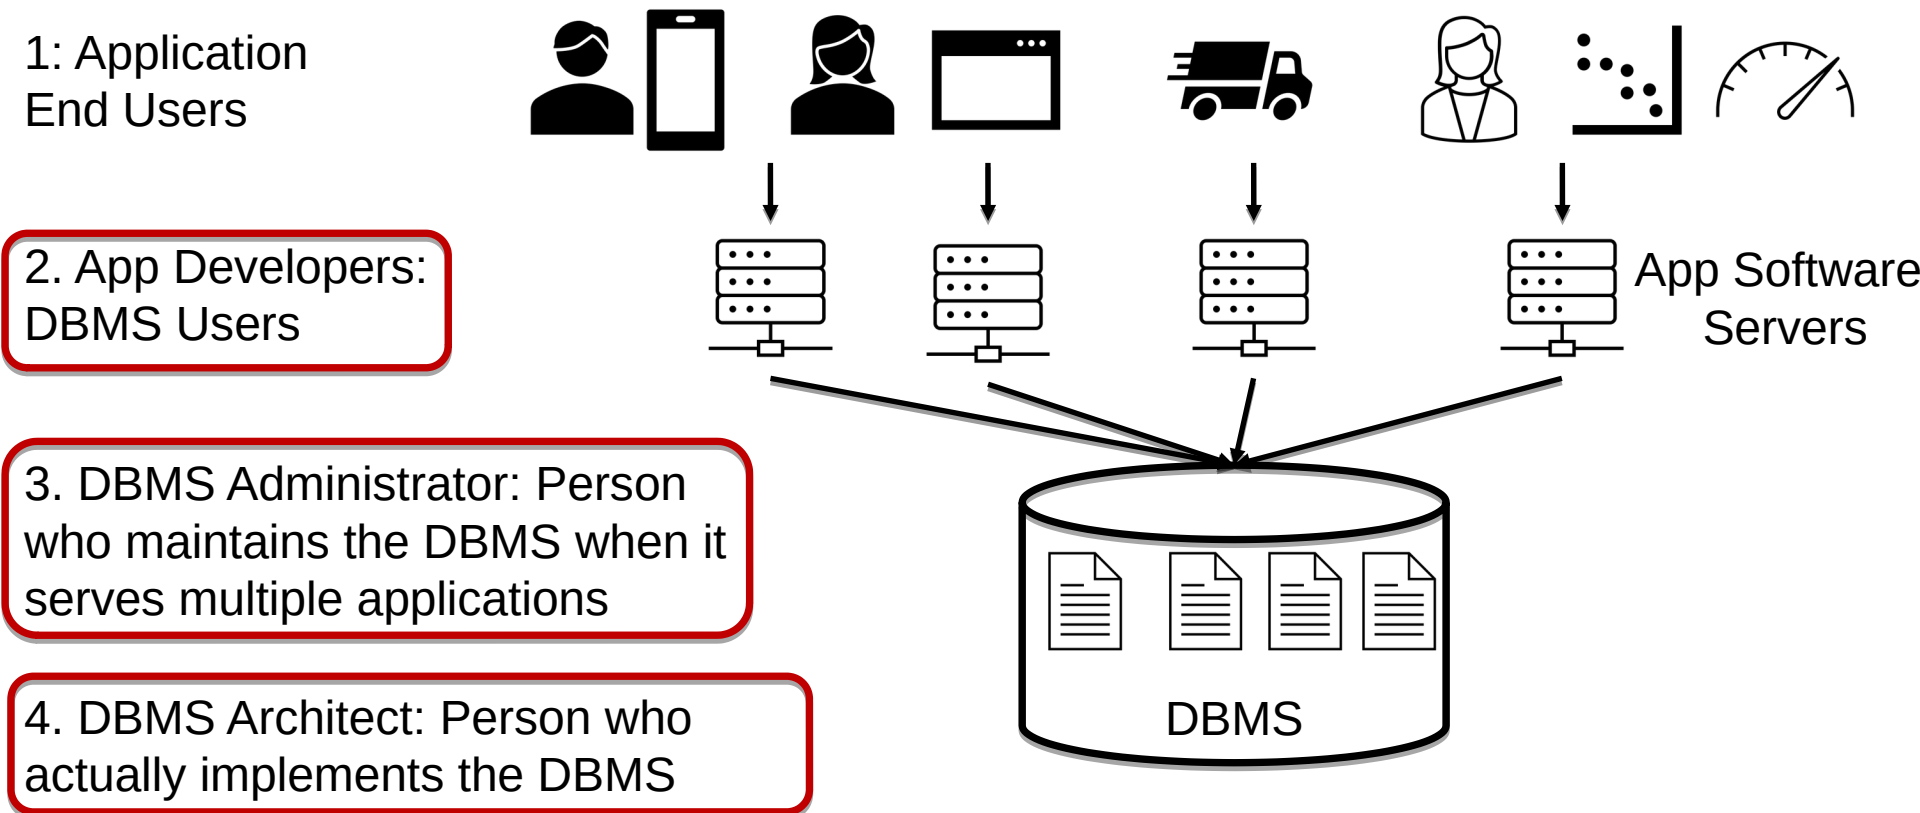 1: Application
End Users
2. App Developers:
DBMS Users
App Software
Servers
3. DBMS Administrator: Person
who maintains the DBMS when it
serves multiple applications
4. DBMS Architect: Person who
actually implements the DBMS
DBMS